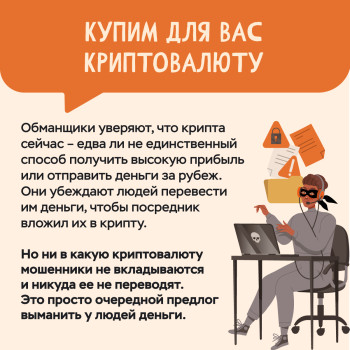 КУПИМ ДЛЯ ВАС
КРИПТОВАЛЮТУ
Обманщики уверяют, что крипта
сейчас – едва ли не единственный
способ получить высокую прибыль
или отправить деньги за рубеж.
Они убеждают людей перевести
им деньги, чтобы посредник
вложил их в крипту.
Но ни в какую криптовалюту
мошенники не вкладываются
и никуда ее не переводят.
Это просто очередной предлог
выманить у людей деньги.